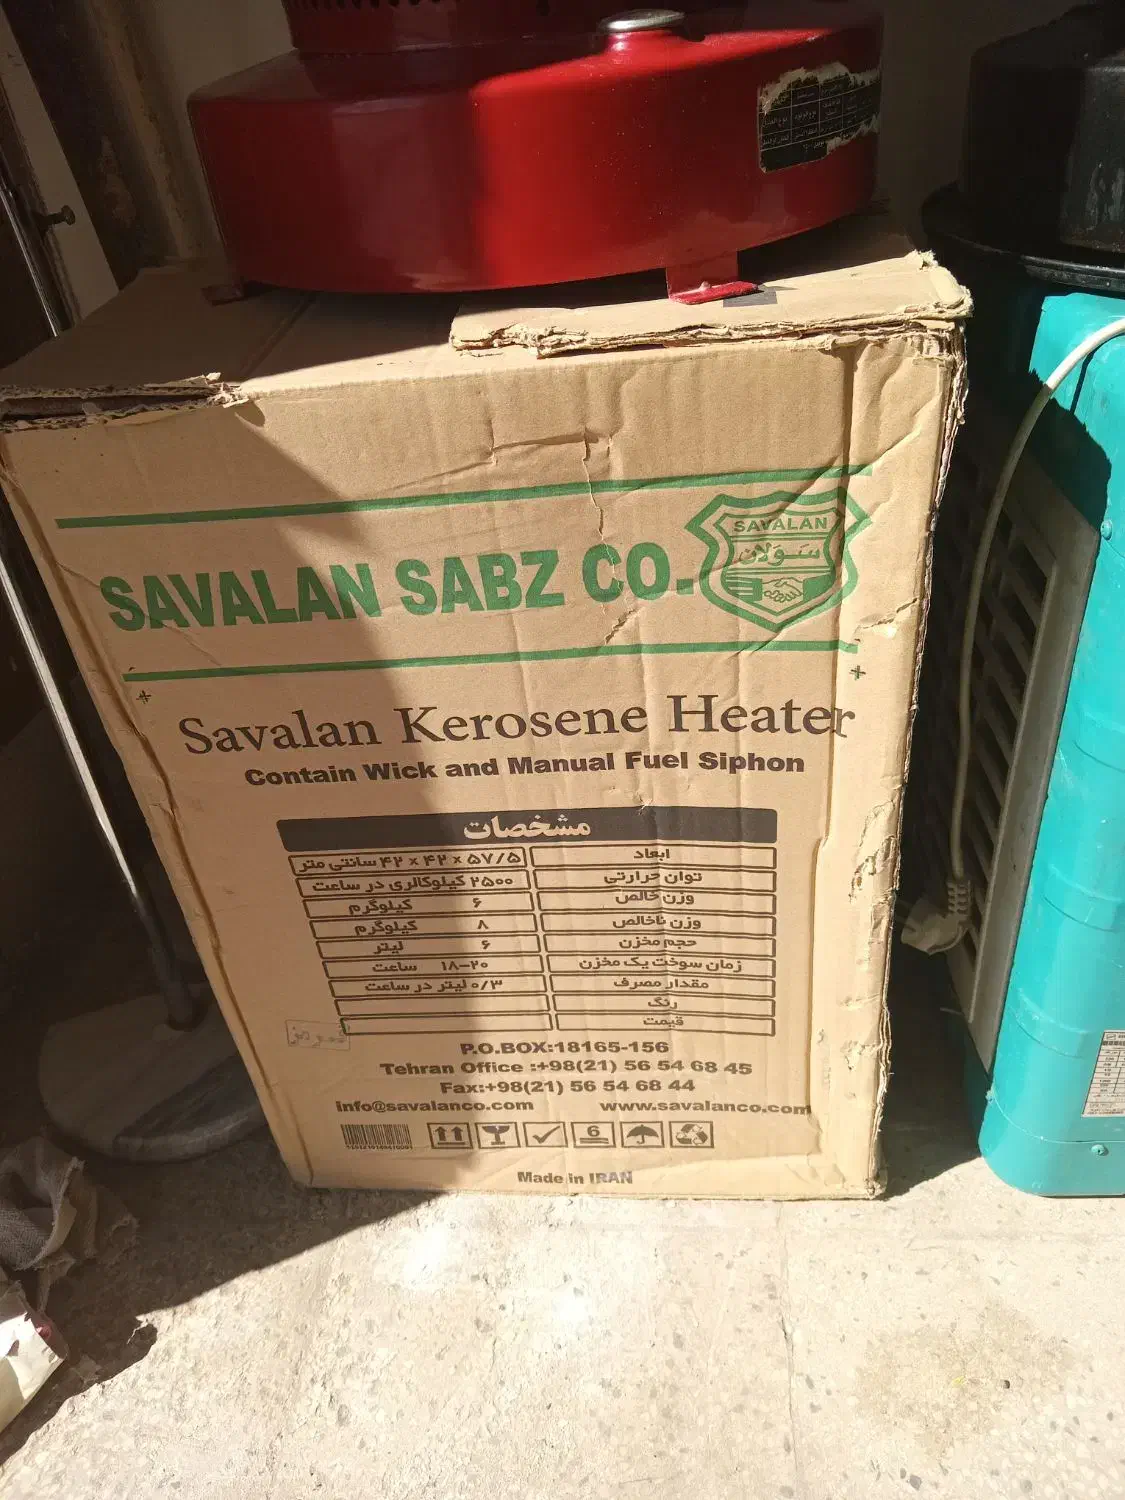 SAVALAN SABZ CO.
SAVALAN
سـولان
Savalan Kerosene Heater
Contain Wick and Manual Fuel Siphon
مشخصات
ابعاد ۴۲ × ۴۲ × ۵۷/۵ سانتی متر
توان حرارتی ۲۵۰۰ کیلوکالری در ساعت
وزن خالص ۶ کیلوگرم
وزن ناخالص ۸ کیلوگرم
حجم مخزن ۶ لیتر
زمان سوخت یک مخزن ۱۸-۲۰ ساعت
مقدار مصرف ۰/۳ لیتر در ساعت
رنگ
قیمت
قرمز
P.O.BOX:18165-156
Tehran Office :+98(21) 56 54 68 45
Fax:+98(21) 56 54 68 44
info@savalanco.com www.savalanco.com
6
Made in IRAN